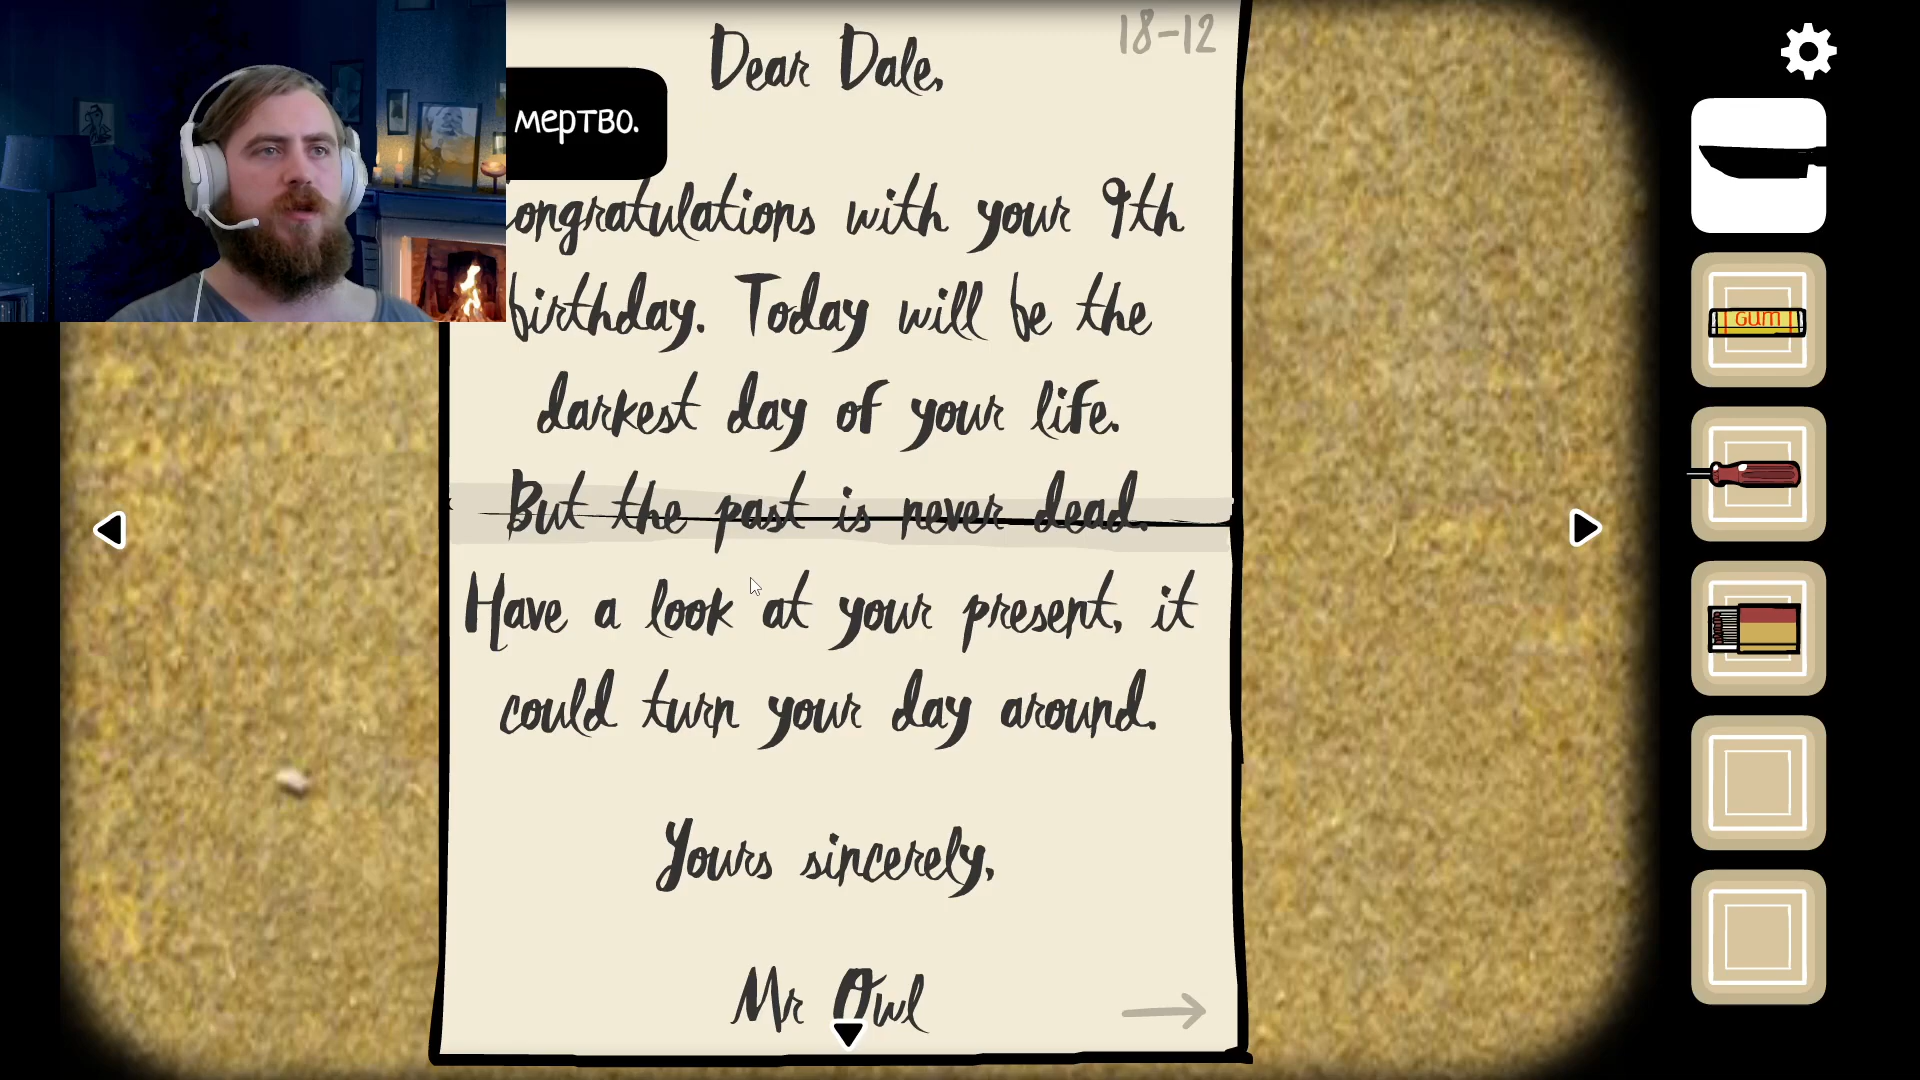 18-12
Dear Dale,
мертво.
ongratulations with your 9th
birthday. Today will be the
darkest day of your life.
But the past is never dead.
Have a look at your present, it
could turn your day around.
Yours sincerely,
Mr Owl
GUM